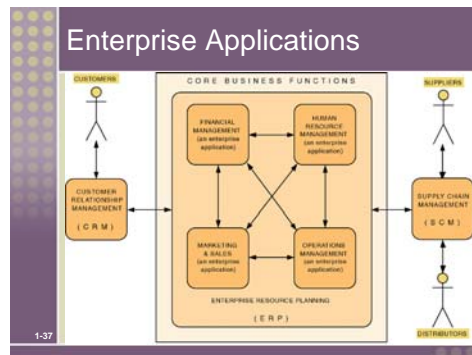 Enterprise Applications
CUSTOMERS
CORE BUSINESS FUNCTIONS
SUPPLIERS
FINANCIAL
MANAGEMENT
(an enterprise
application)
HUMAN
RESOURCE
MANAGEMENT
(an enterprise
application)
CUSTOMER
RELATIONSHIP
MANAGEMENT
(CRM)
SUPPLY CHAIN
MANAGEMENT
(SCM)
MARKETING
& SALES
(an enterprise
application)
OPERATIONS
MANAGEMENT
(an enterprise
application)
ENTERPRISE RESOURCE PLANNING
(ERP)
DISTRIBUTORS
1-37